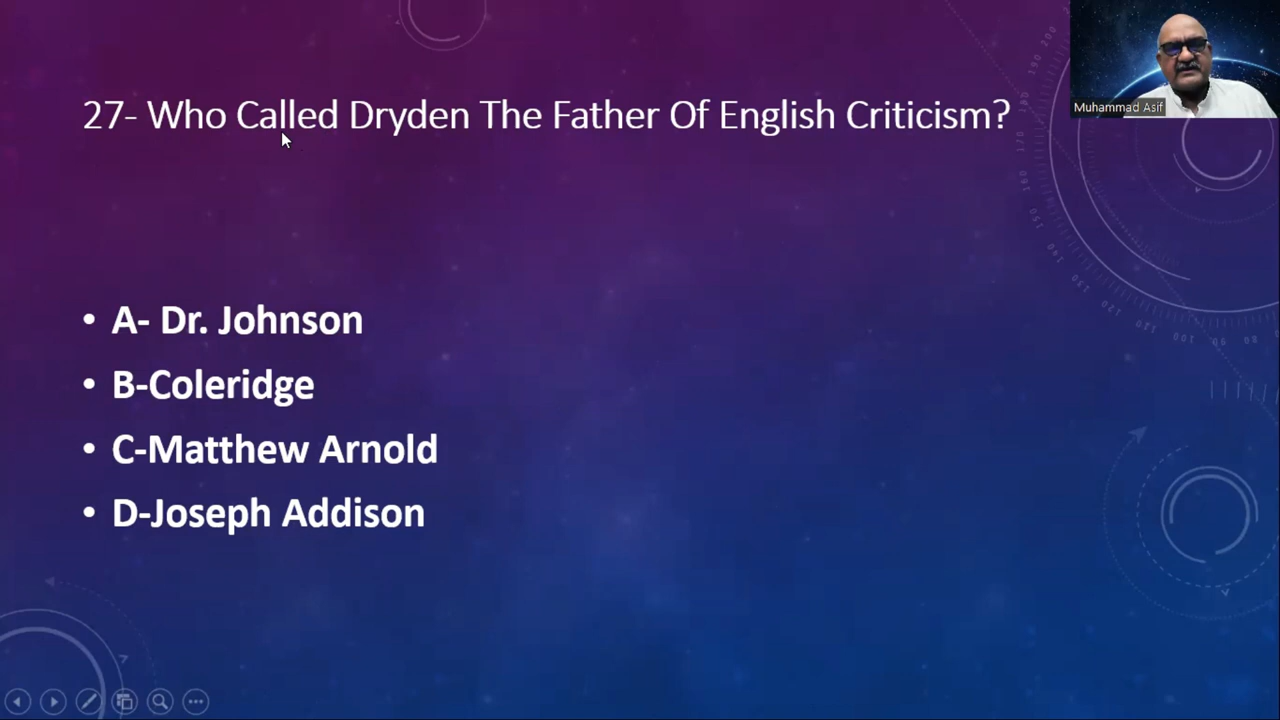 27- Who Called Dryden The Father Of English Criticism?
Muhammad Asif
• A- Dr. Johnson
• B-Coleridge
• C-Matthew Arnold
• D-Joseph Addison